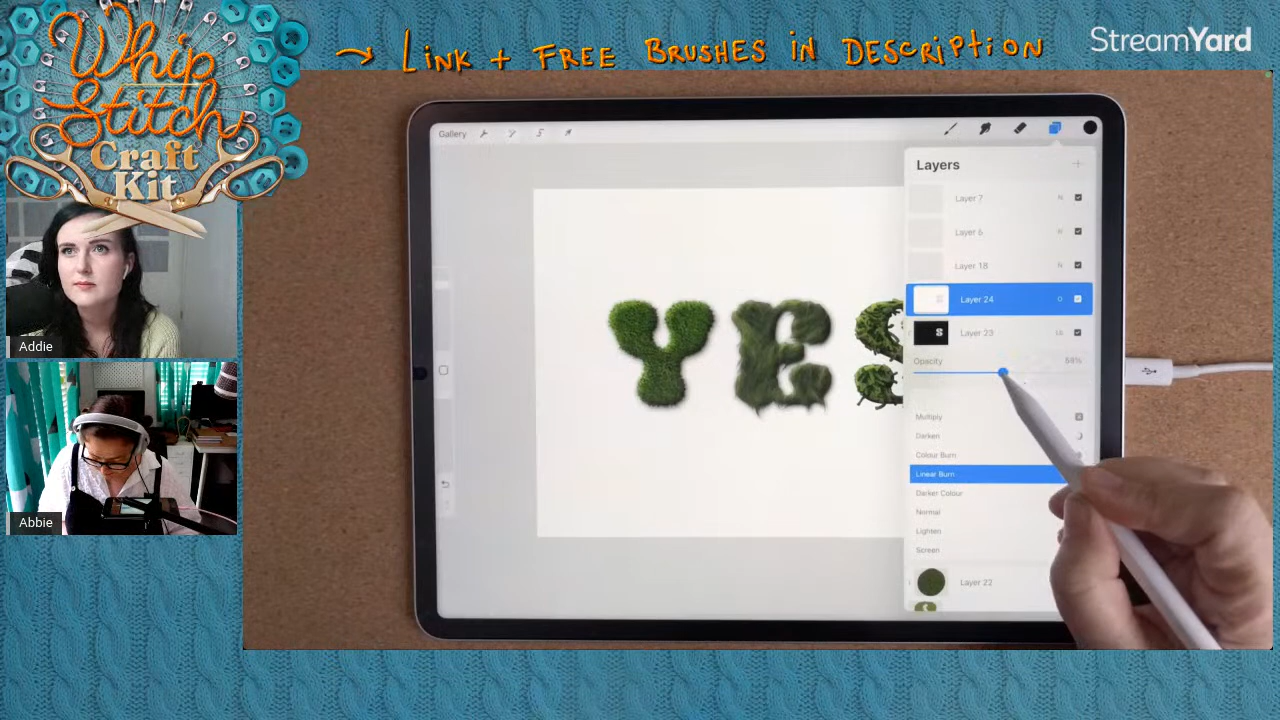 Whip
Stitch
Craft
Kit
→ Link + FREE BRUSHES iN DESCRiPtiON
StreamYard
Gallery
Layers
Layer 7 N
Layer 6 N
Layer 18 N
Layer 24 O
Layer 23 LB
Opacity
Multiply
Darken
Colour Burn
Linear Burn
Darker Colour
Normal
Lighten
Screen
Layer 22
YES
Addie
Abbie